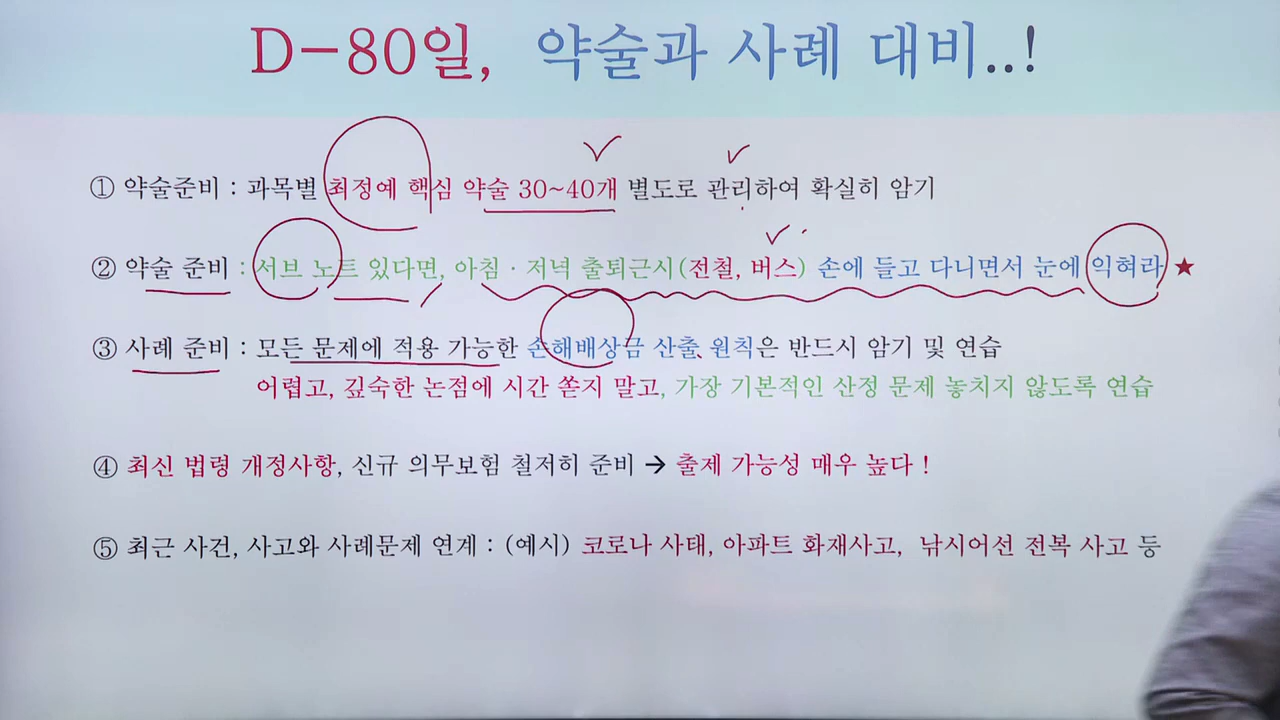 D-80일, 약술과 사례 대비..!
① 약술준비 : 과목별 최정예 핵심 약술 30~40개 별도로 관리하여 확실히 암기
② 약술 준비 : 서브 노트 있다면, 아침 · 저녁 출퇴근시(전철, 버스) 손에 들고 다니면서 눈에 익혀라 ★
③ 사례 준비 : 모든 문제에 적용 가능한 손해배상금 산출 원칙은 반드시 암기 및 연습
어렵고, 깊숙한 논점에 시간 쏟지 말고, 가장 기본적인 산정 문제 놓치지 않도록 연습
④ 최신 법령 개정사항, 신규 의무보험 철저히 준비 → 출제 가능성 매우 높다 !
⑤ 최근 사건, 사고와 사례문제 연계 : (예시) 코로나 사태, 아파트 화재사고, 낚시어선 전복 사고 등